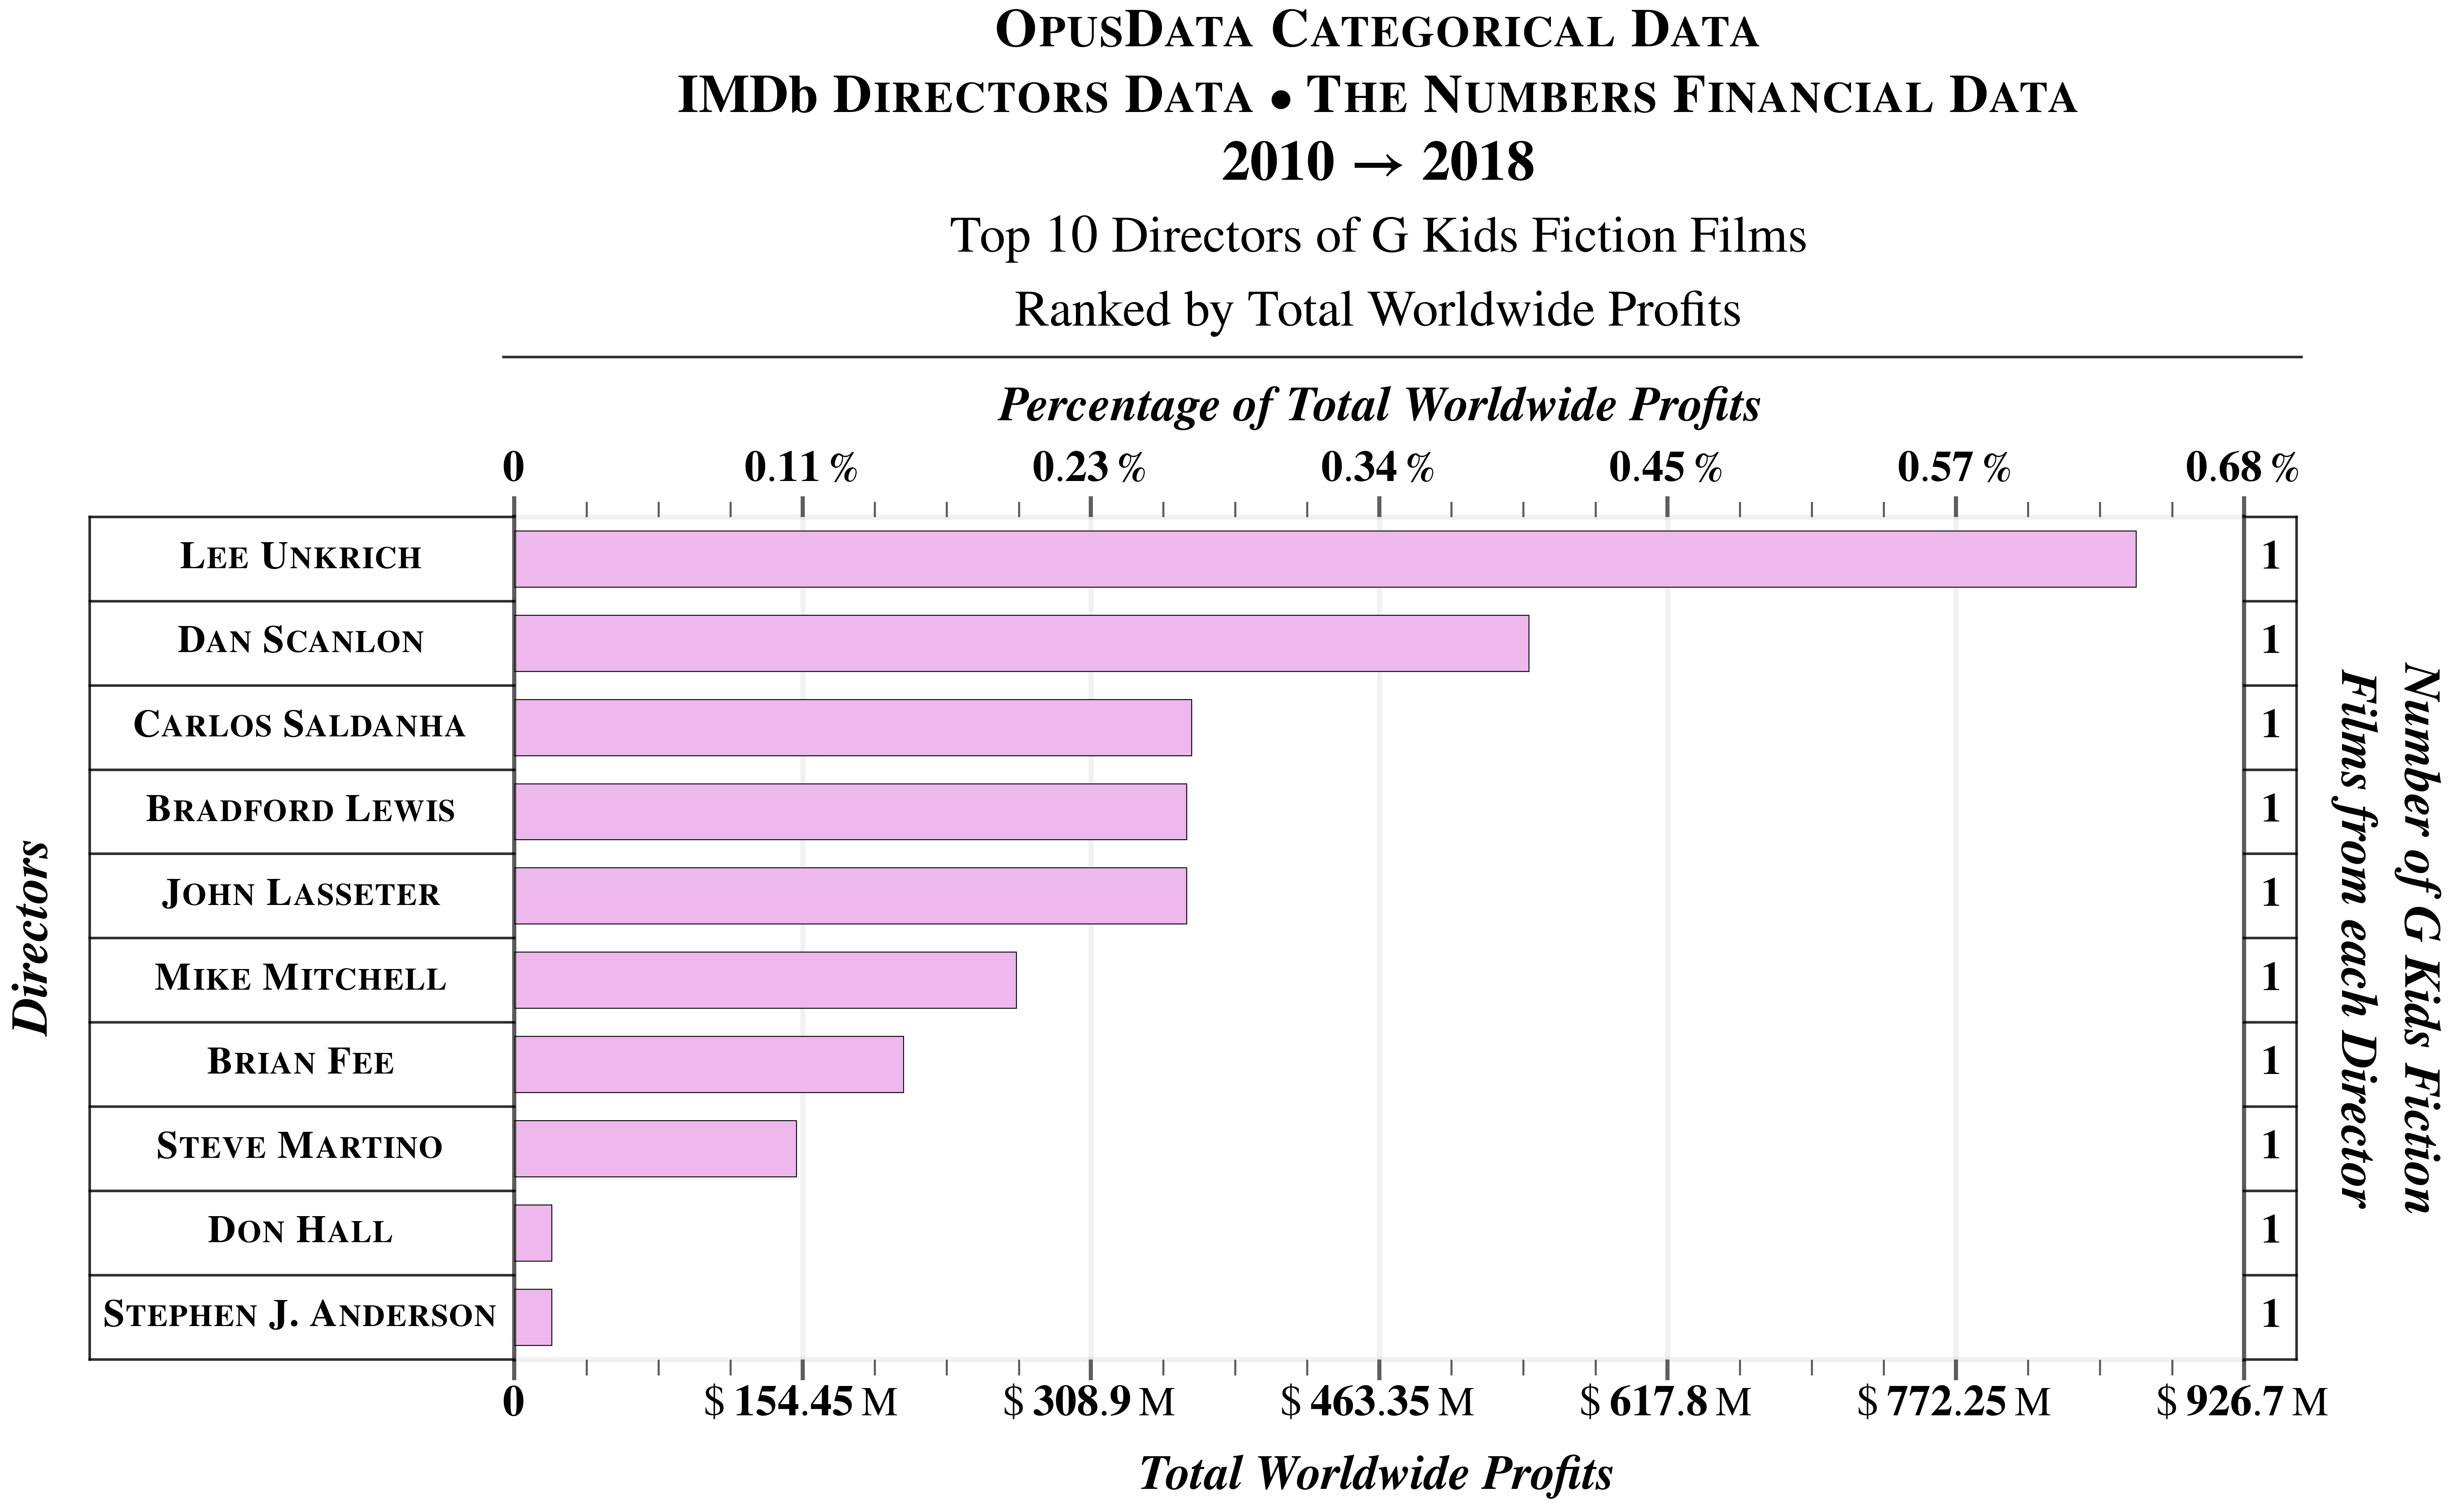 OpusData Categorical Data
IMDb Directors Data • The Numbers Financial Data
2010 → 2018
Top 10 Directors of G Kids Fiction Films
Ranked by Total Worldwide Profits
Percentage of Total Worldwide Profits
0 0.11 % 0.23 % 0.34 % 0.45 % 0.57 % 0.68 %
Directors
Lee Unkrich 1
Dan Scanlon 1
Carlos Saldanha 1
Bradford Lewis 1
John Lasseter 1
Mike Mitchell 1
Brian Fee 1
Steve Martino 1
Don Hall 1
Stephen J. Anderson 1
Number of G Kids Fiction
Films from each Director
0 $ 154.45 M $ 308.9 M $ 463.35 M $ 617.8 M $ 772.25 M $ 926.7 M
Total Worldwide Profits